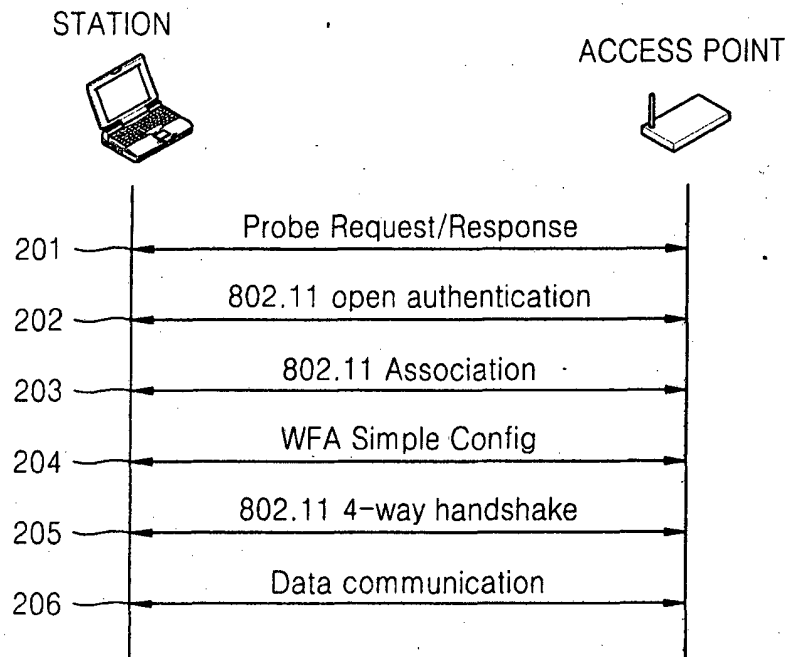 STATION
ACCESS POINT
201 Probe Request/Response
202 802.11 open authentication
203 802.11 Association
204 WFA Simple Config
205 802.11 4-way handshake
206 Data communication